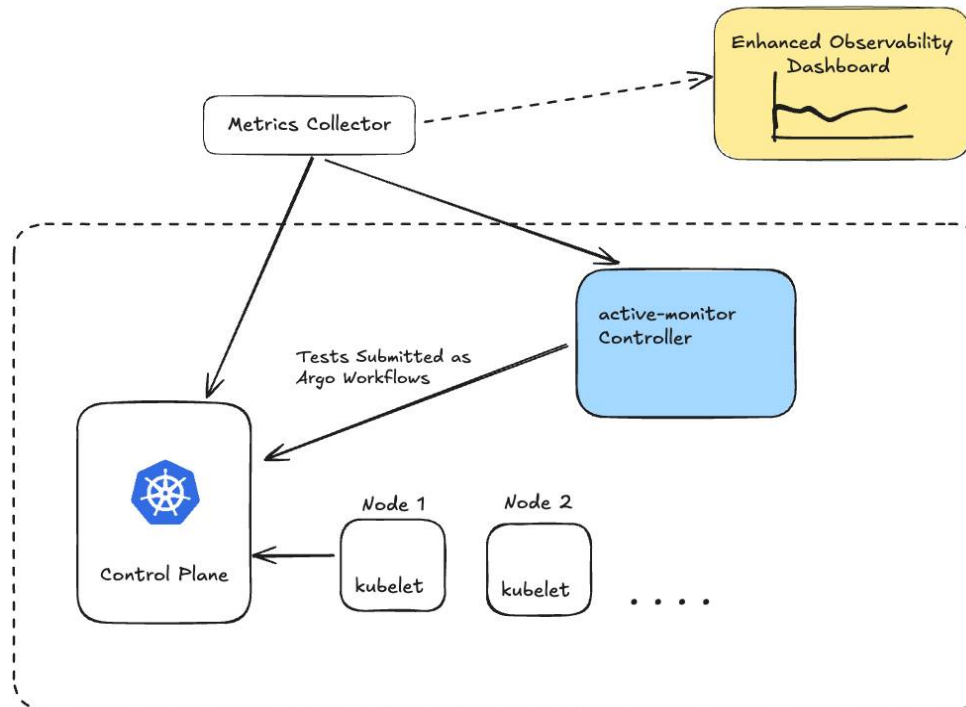 Enhanced Observability
Dashboard
Metrics Collector
active-monitor
Controller
Tests Submitted as
Argo Workflows
Control Plane
Node 1
kubelet
Node 2
kubelet
. . . .